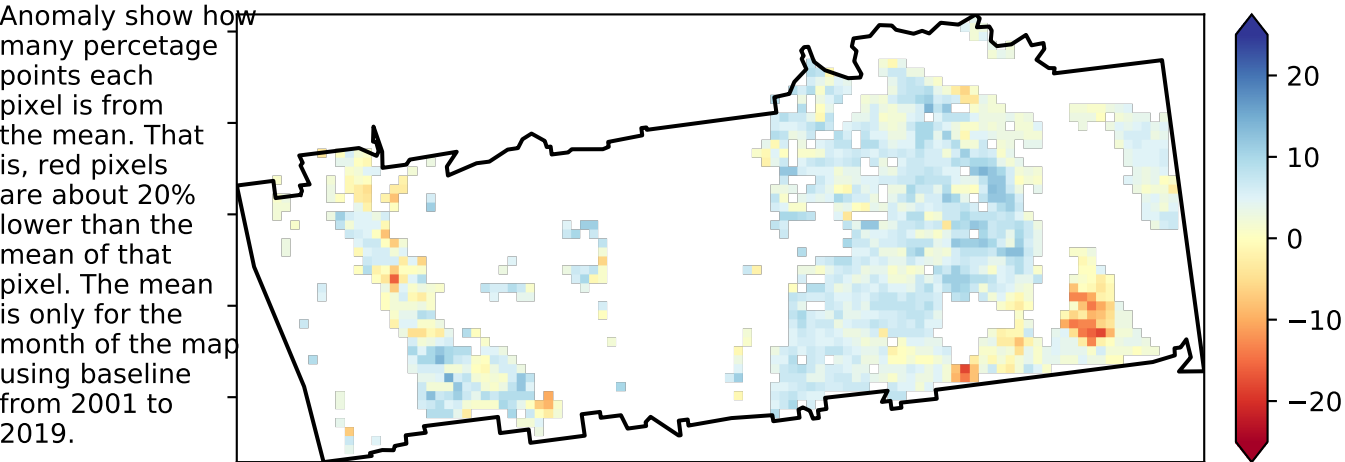 Anomaly show how
many percetage
points each
pixel is from
the mean. That
is, red pixels
are about 20%
lower than the
mean of that
pixel. The mean
is only for the
month of the map
using baseline
from 2001 to
2019.
20
10
0
−10
−20